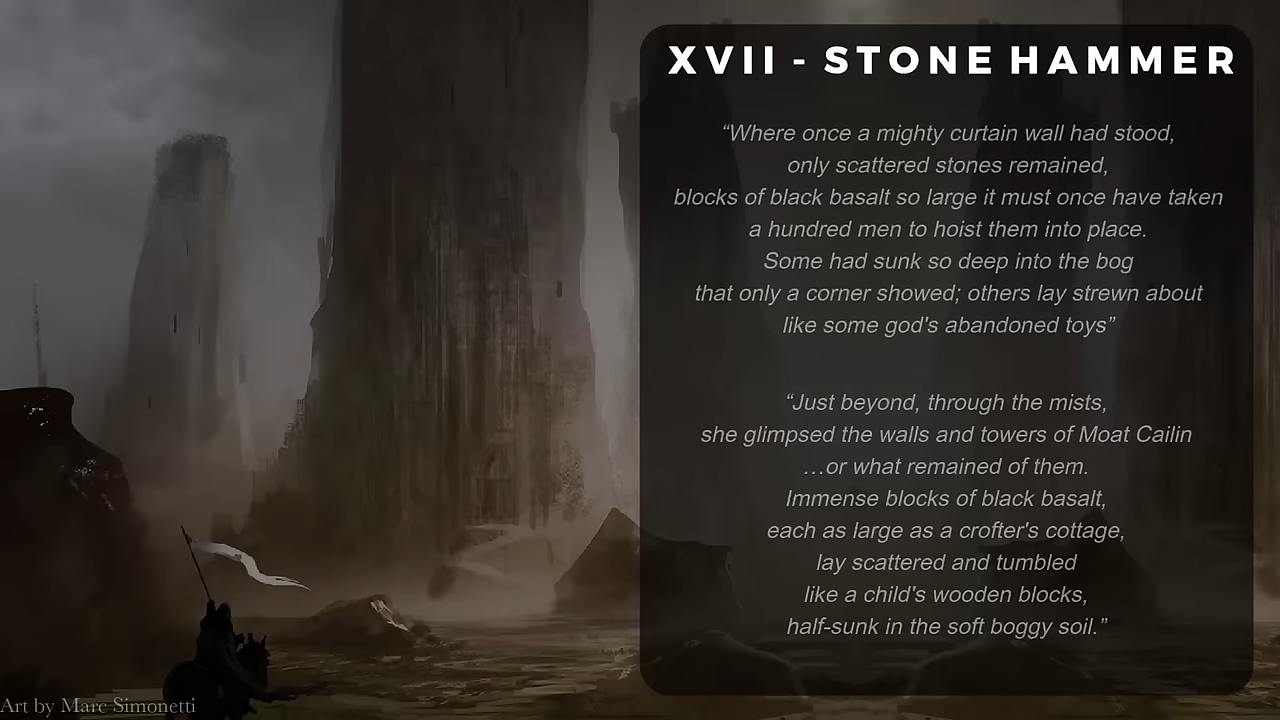 XVII - STONE HAMMER
“Where once a mighty curtain wall had stood,
only scattered stones remained,
blocks of black basalt so large it must once have taken
a hundred men to hoist them into place.
Some had sunk so deep into the bog
that only a corner showed; others lay strewn about
like some god's abandoned toys”
“Just beyond, through the mists,
she glimpsed the walls and towers of Moat Cailin
…or what remained of them.
Immense blocks of black basalt,
each as large as a crofter's cottage,
lay scattered and tumbled
like a child's wooden blocks,
half-sunk in the soft boggy soil.”
Art by Marc Simonetti